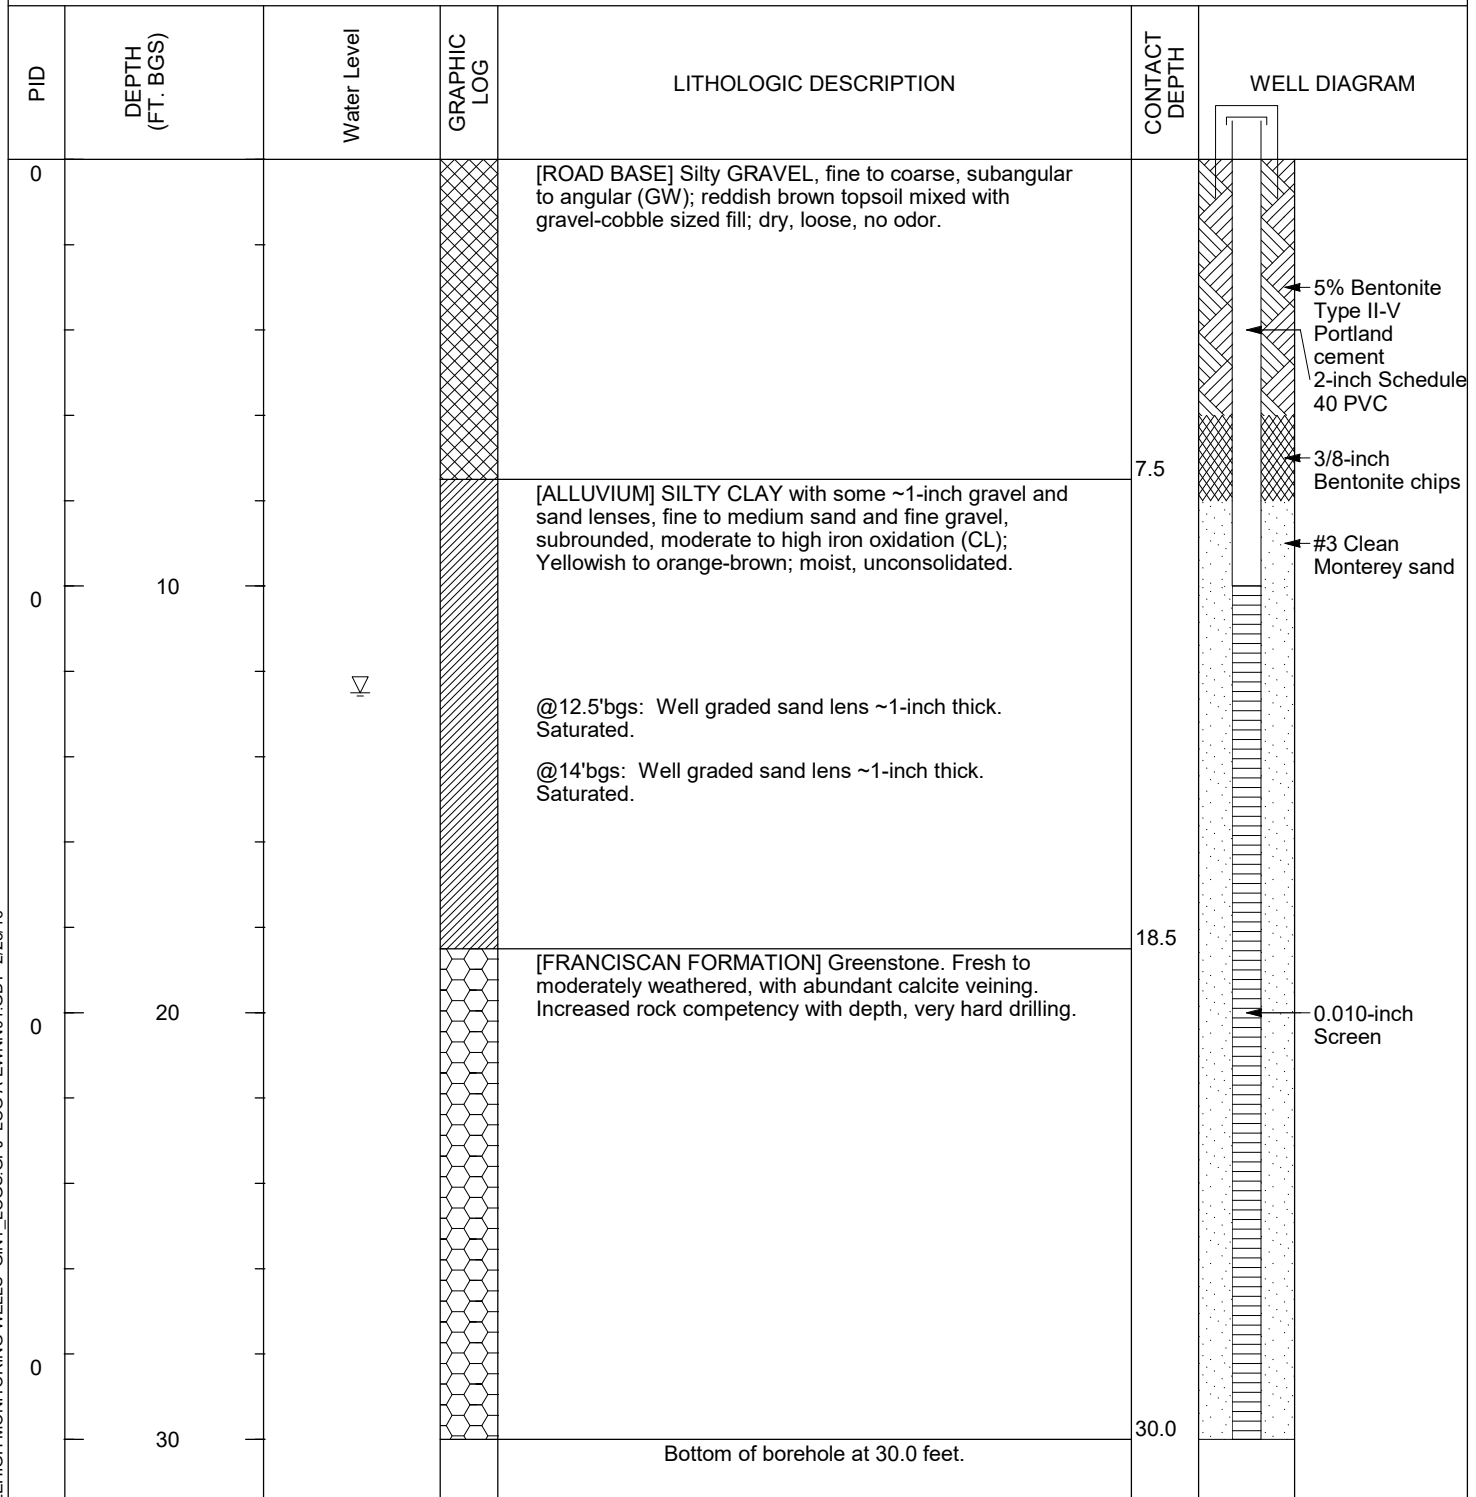 PID
DEPTH
(FT. BGS)
Water Level
GRAPHIC
LOG
LITHOLOGIC DESCRIPTION
CONTACT
DEPTH
WELL DIAGRAM
0
[ROAD BASE] Silty GRAVEL, fine to coarse, subangular
to angular (GW); reddish brown topsoil mixed with
gravel-cobble sized fill; dry, loose, no odor.
5% Bentonite
Type II-V
Portland
cement
2-inch Schedule
40 PVC
3/8-inch
Bentonite chips
7.5
[ALLUVIUM] SILTY CLAY with some ~1-inch gravel and
sand lenses, fine to medium sand and fine gravel,
subrounded, moderate to high iron oxidation (CL);
Yellowish to orange-brown; moist, unconsolidated.
#3 Clean
Monterey sand
0
10
@12.5'bgs:  Well graded sand lens ~1-inch thick.
Saturated.
@14'bgs:  Well graded sand lens ~1-inch thick.
Saturated.
18.5
[FRANCISCAN FORMATION] Greenstone. Fresh to
moderately weathered, with abundant calcite veining.
Increased rock competency with depth, very hard drilling.
0
20
0.010-inch
Screen
0
30
30.0
Bottom of borehole at 30.0 feet.